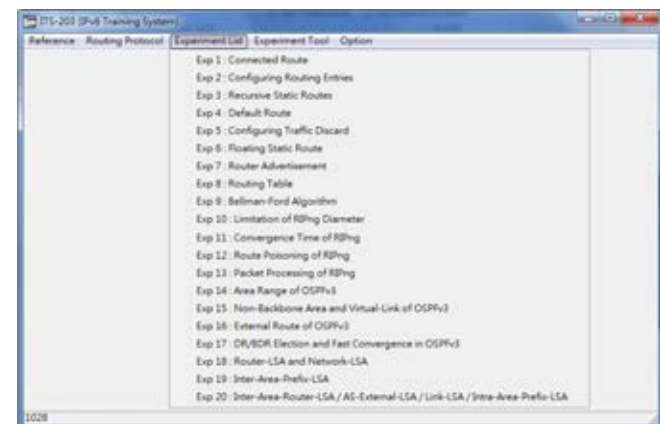 ITS-203 (IPv6 Training System)
Reference Routing Protocol Experiment List Experiment Tool Option
Exp 1 : Connected Route
Exp 2 : Configuring Routing Entries
Exp 3 : Recursive Static Routes
Exp 4 : Default Route
Exp 5 : Configuring Traffic Discard
Exp 6 : Floating Static Route
Exp 7 : Router Advertisement
Exp 8 : Routing Table
Exp 9 : Bellman-Ford Algorithm
Exp 10 : Limitation of RIPng Diameter
Exp 11 : Convergence Time of RIPng
Exp 12 : Route Poisoning of RIPng
Exp 13 : Packet Processing of RIPng
Exp 14 : Area Range of OSPFv3
Exp 15 : Non-Backbone Area and Virtual-Link of OSPFv3
Exp 16 : External Route of OSPFv3
Exp 17 : DR/BDR Election and Fast Convergence in OSPFv3
Exp 18 : Router-LSA and Network-LSA
Exp 19 : Inter-Area-Prefix-LSA
Exp 20 : Inter-Area-Router-LSA / AS-External-LSA / Link-LSA / Intra-Area-Prefix-LSA
1028